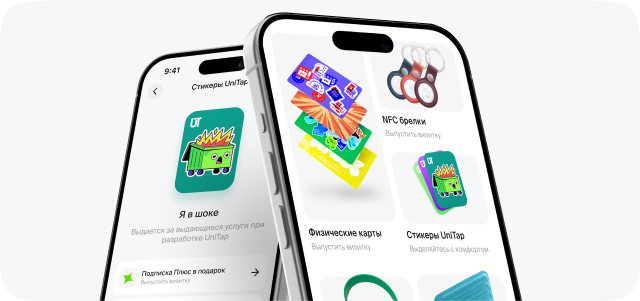 9:41
Стикеры UniTap
UT
Я в шоке
Выдается за выдающиеся услуги при
разработке UniTap
Подписка Плюс в подарок
Выпустить визитку
Физические карты
Выпустить визитку
NFC брелки
Выпустить визитку
UT
Стикеры UniTap
Выделяйтесь с комфортом